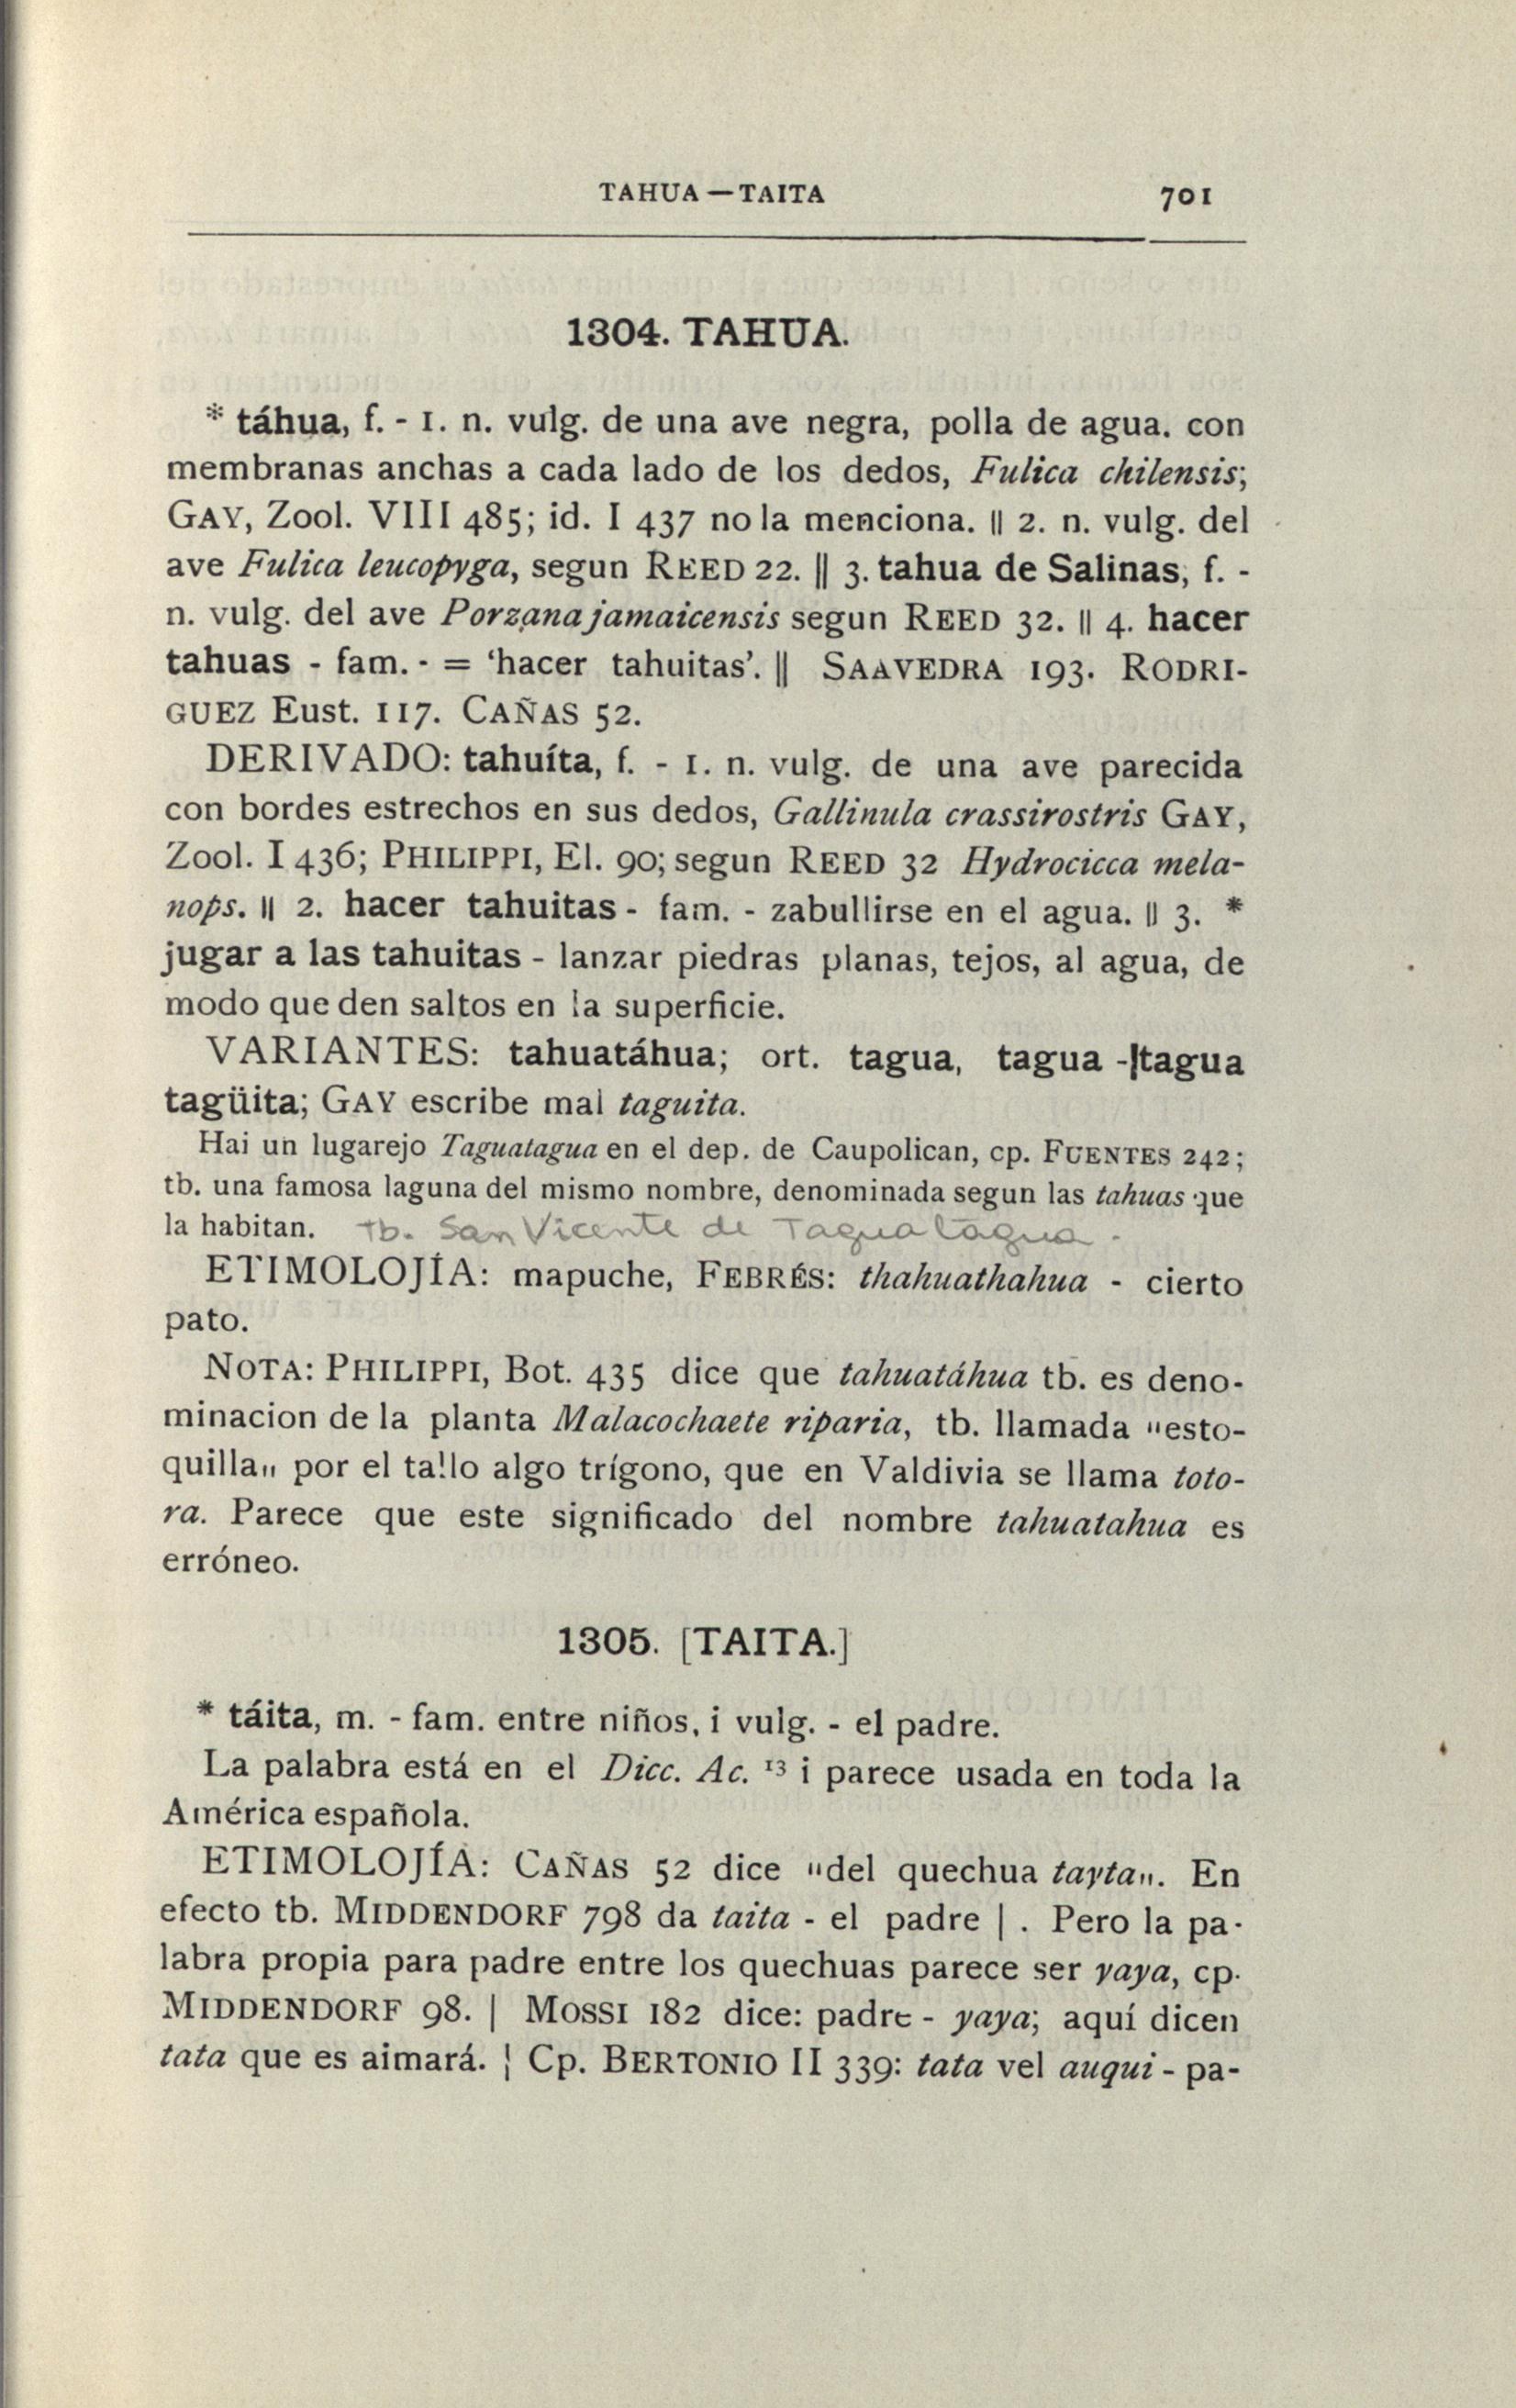 TAHUA—TAITA 701
1304. TAHUA.
* táhua, f. - 1. n. vulg. de una ave negra, polla de agua. con
membranas anchas a cada lado de los dedos, Fulica chilensis;
GAY, Zool. VIII 485; id. I 437 no la menciona. || 2. n. vulg. del
ave Fulica leucopyga, segun REED 22. || 3. tahua de Salinas, f. -
n. vulg. del ave Porzana jamaicensis segun REED 32. || 4. hacer
tahuas - fam. - = ‘hacer tahuitas’. || SAAVEDRA 193. RODRI-
GUEZ Eust. 117. CAÑAS 52.
DERIVADO: tahuíta, f. - 1. n. vulg. de una ave parecida
con bordes estrechos en sus dedos, Gallinula crassirostris GAY,
Zool. I 436; PHILIPPI, El. 90; segun REED 32 Hydrocicca mela-
nops. || 2. hacer tahuitas - fam. - zabullirse en el agua. || 3. *
jugar a las tahuitas - lanzar piedras planas, tejos, al agua, de
modo que den saltos en la superficie.
VARIANTES: tahuatáhua; ort. tagua, tagua -|tagua
tagüita; GAY escribe mal taguita.
Hai un lugarejo Taguatagua en el dep. de Caupolican, cp. FUENTES 242;
tb. una famosa laguna del mismo nombre, denominada segun las tahuas que
la habitan. tb. San Vicente de Taguatagua.
ETIMOLOJÍA: mapuche, FEBRÉS: thahuathahua - cierto
pato.
NOTA: PHILIPPI, Bot. 435 dice que tahuatáhua tb. es deno-
minacion de la planta Malacochaete riparia, tb. llamada "esto-
quilla„ por el tallo algo trígono, que en Valdivia se llama toto-
ra. Parece que este significado del nombre tahuatahua es
erróneo.
1305. [TAITA.]
* táita, m. - fam. entre niños, i vulg. - el padre.
La palabra está en el Dicc. Ac. ¹³ i parece usada en toda la
América española.
ETIMOLOJÍA: CAÑAS 52 dice "del quechua tayta„. En
efecto tb. MIDDENDORF 798 da taita - el padre | . Pero la pa-
labra propia para padre entre los quechuas parece ser yaya, cp.
MIDDENDORF 98. | MOSSI 182 dice: padre - yaya; aquí dicen
tata que es aimará. | Cp. BERTONIO II 339: tata vel auqui - pa-